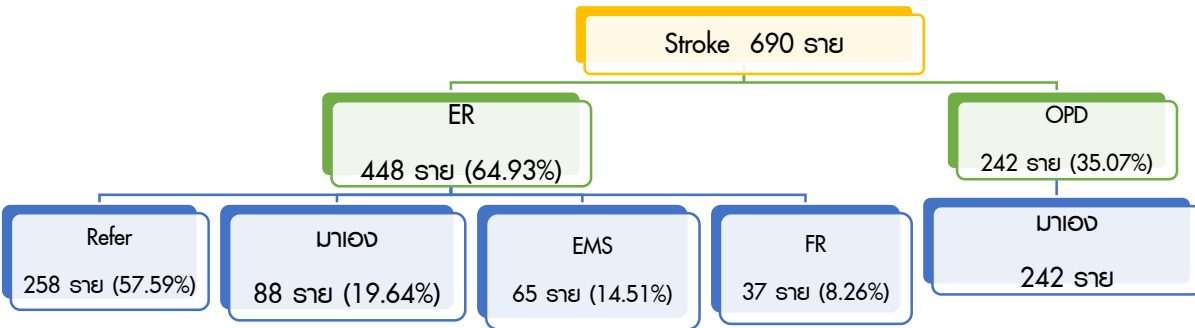 Stroke 690 ราย
ER
448 ราย (64.93%)
OPD
242 ราย (35.07%)
Refer
258 ราย (57.59%)
มาเอง
88 ราย (19.64%)
EMS
65 ราย (14.51%)
FR
37 ราย (8.26%)
มาเอง
242 ราย